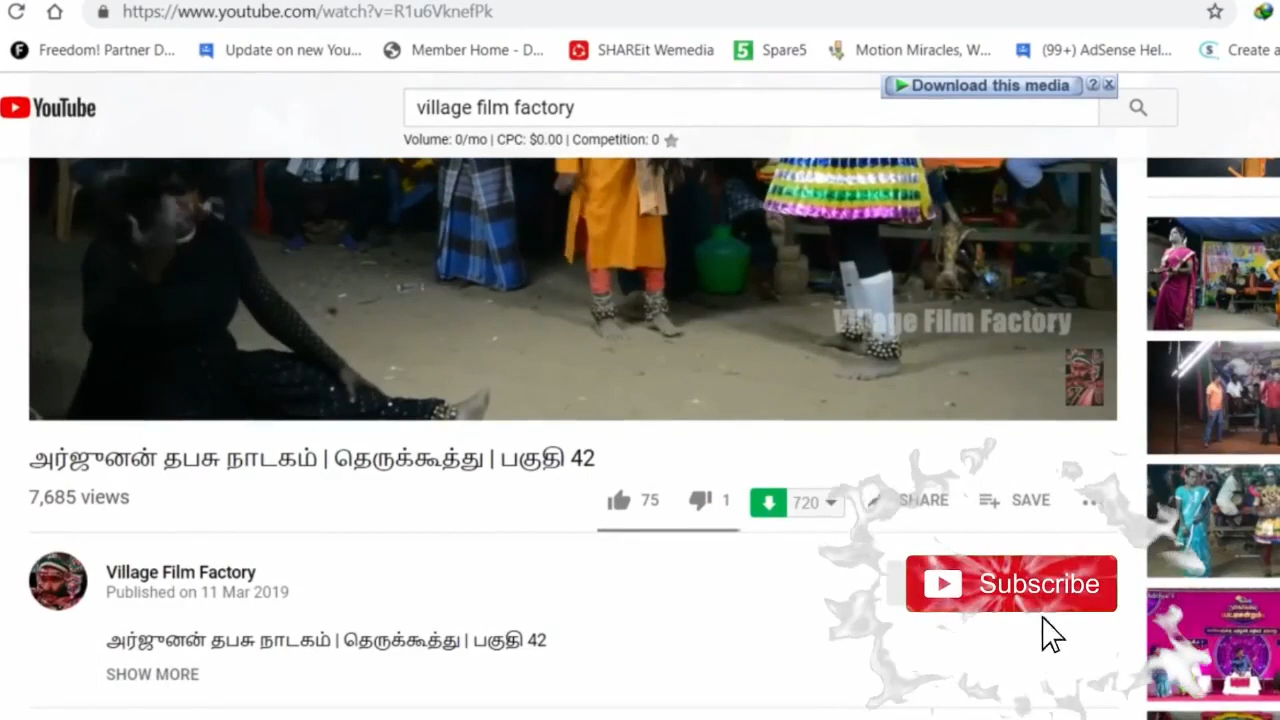 https://www.youtube.com/watch?v=R1u6VknefPk
Freedom! Partner D... Update on new You... Member Home - D... SHAREit Wemedia 5 Spare5 Motion Miracles, W... (99+) AdSense Hel... Create a
Download this media ? X
YouTube village film factory
Volume: 0/mo | CPC: $0.00 | Competition: 0
Village Film Factory
அர்ஜுனன் தபசு நாடகம் | தெருக்கூத்து | பகுதி 42
7,685 views 75 1 720 SHARE SAVE
Village Film Factory
Published on 11 Mar 2019
Subscribe
அர்ஜுனன் தபசு நாடகம் | தெருக்கூத்து | பகுதி 42
SHOW MORE